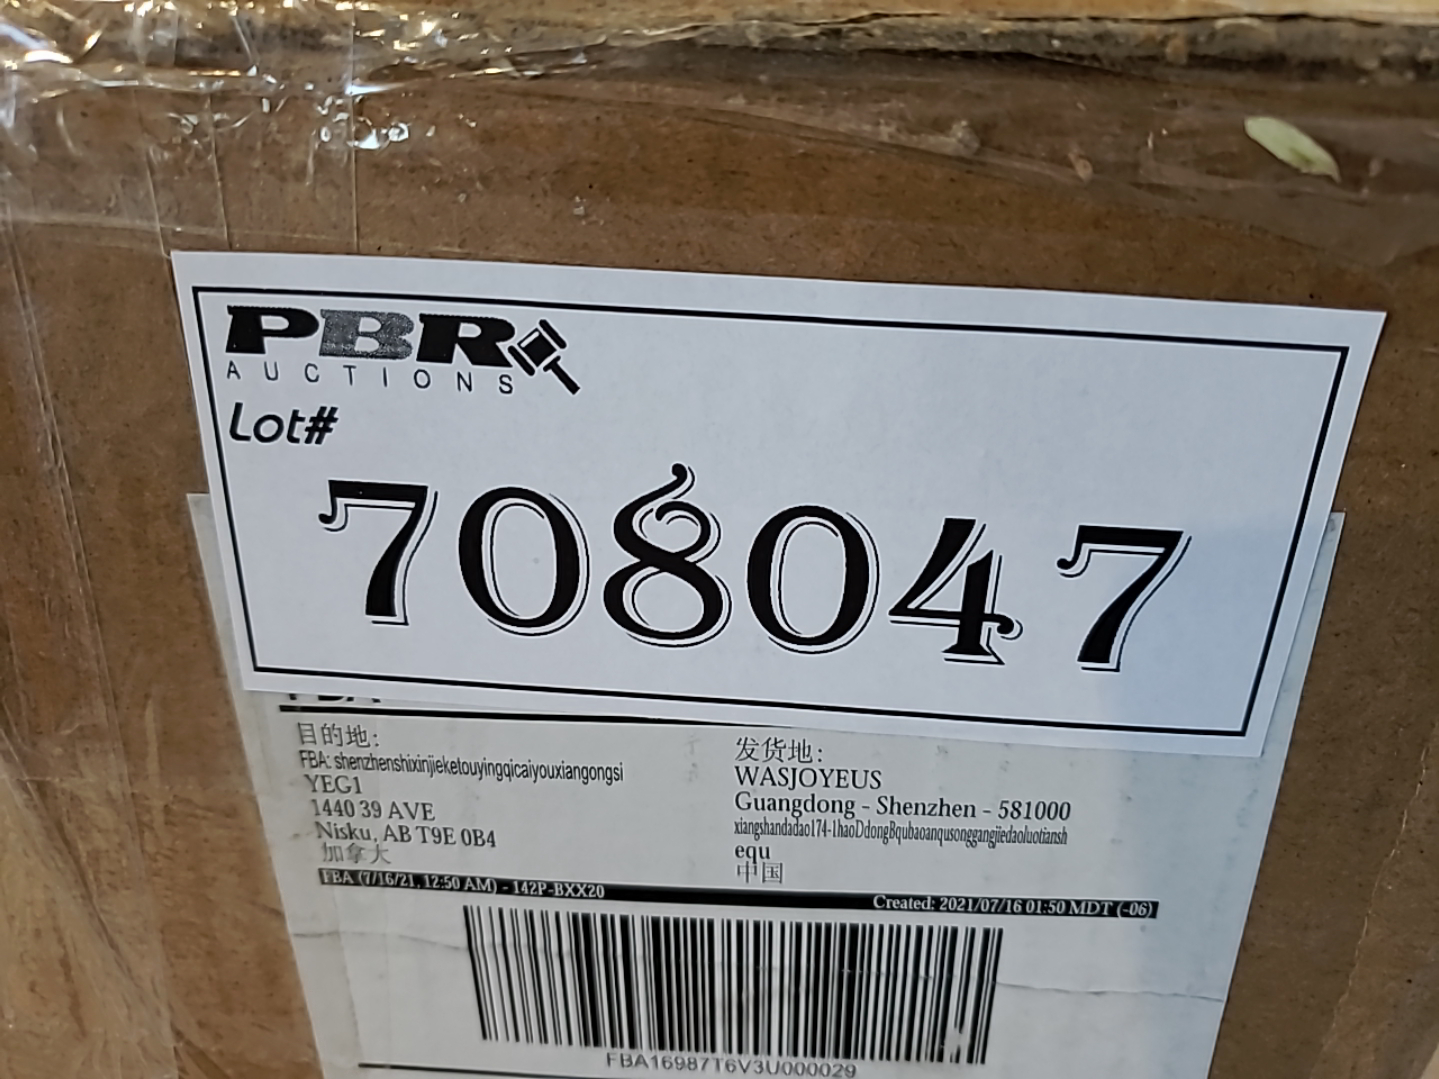 PBR
AUCTIONS
Lot#
708047
FBA
目的地:
FBA: shenzhenshixinjieketouyingqicaiyouxiangongsi
YEG1
1440 39 AVE
Nisku, AB T9E 0B4
加拿大
发货地:
WASJOYEUS
Guangdong - Shenzhen - 581000
xiangshandadao174-1haoDdongBqubaoanqusonggangjiedaoluotiansh
equ
中国
FBA (7/16/21, 12:50 AM) - 142P-BXX20
Created: 2021/07/16 01:50 MDT (-06)
FBA16987T6V3U000029